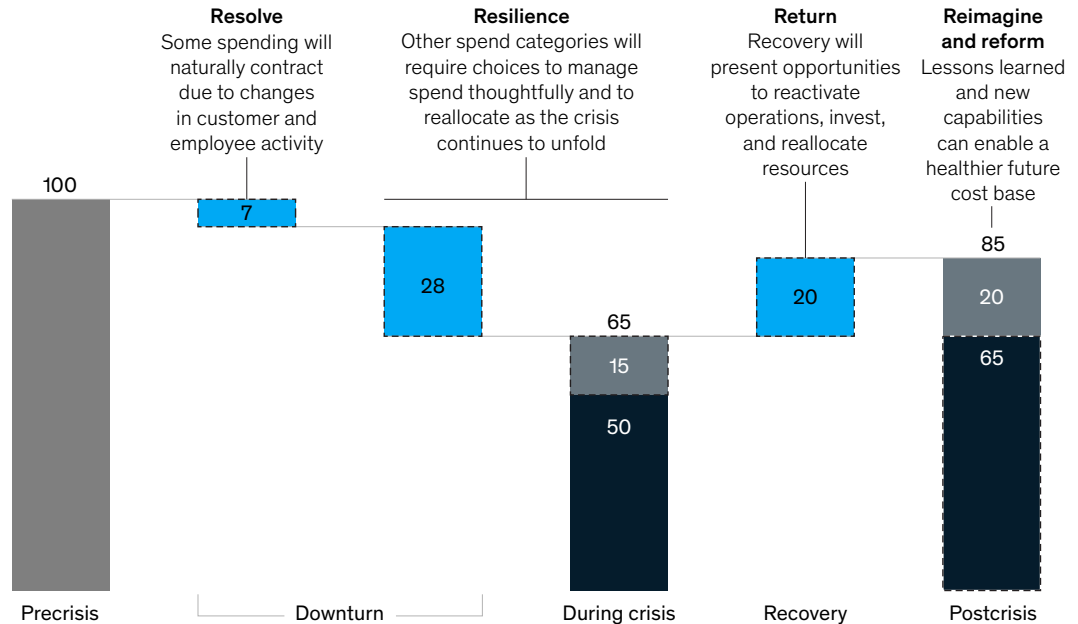 Resolve
Some spending will
naturally contract
due to changes
in customer and
employee activity
Resilience
Other spend categories will
require choices to manage
spend thoughtfully and to
reallocate as the crisis
continues to unfold
Return
Recovery will
present opportunities
to reactivate
operations, invest,
and reallocate
resources
Reimagine
and reform
Lessons learned
and new
capabilities
can enable a
healthier future
cost base
100
7
28
65
15
50
20
85
20
65
Precrisis
Downturn
During crisis
Recovery
Postcrisis